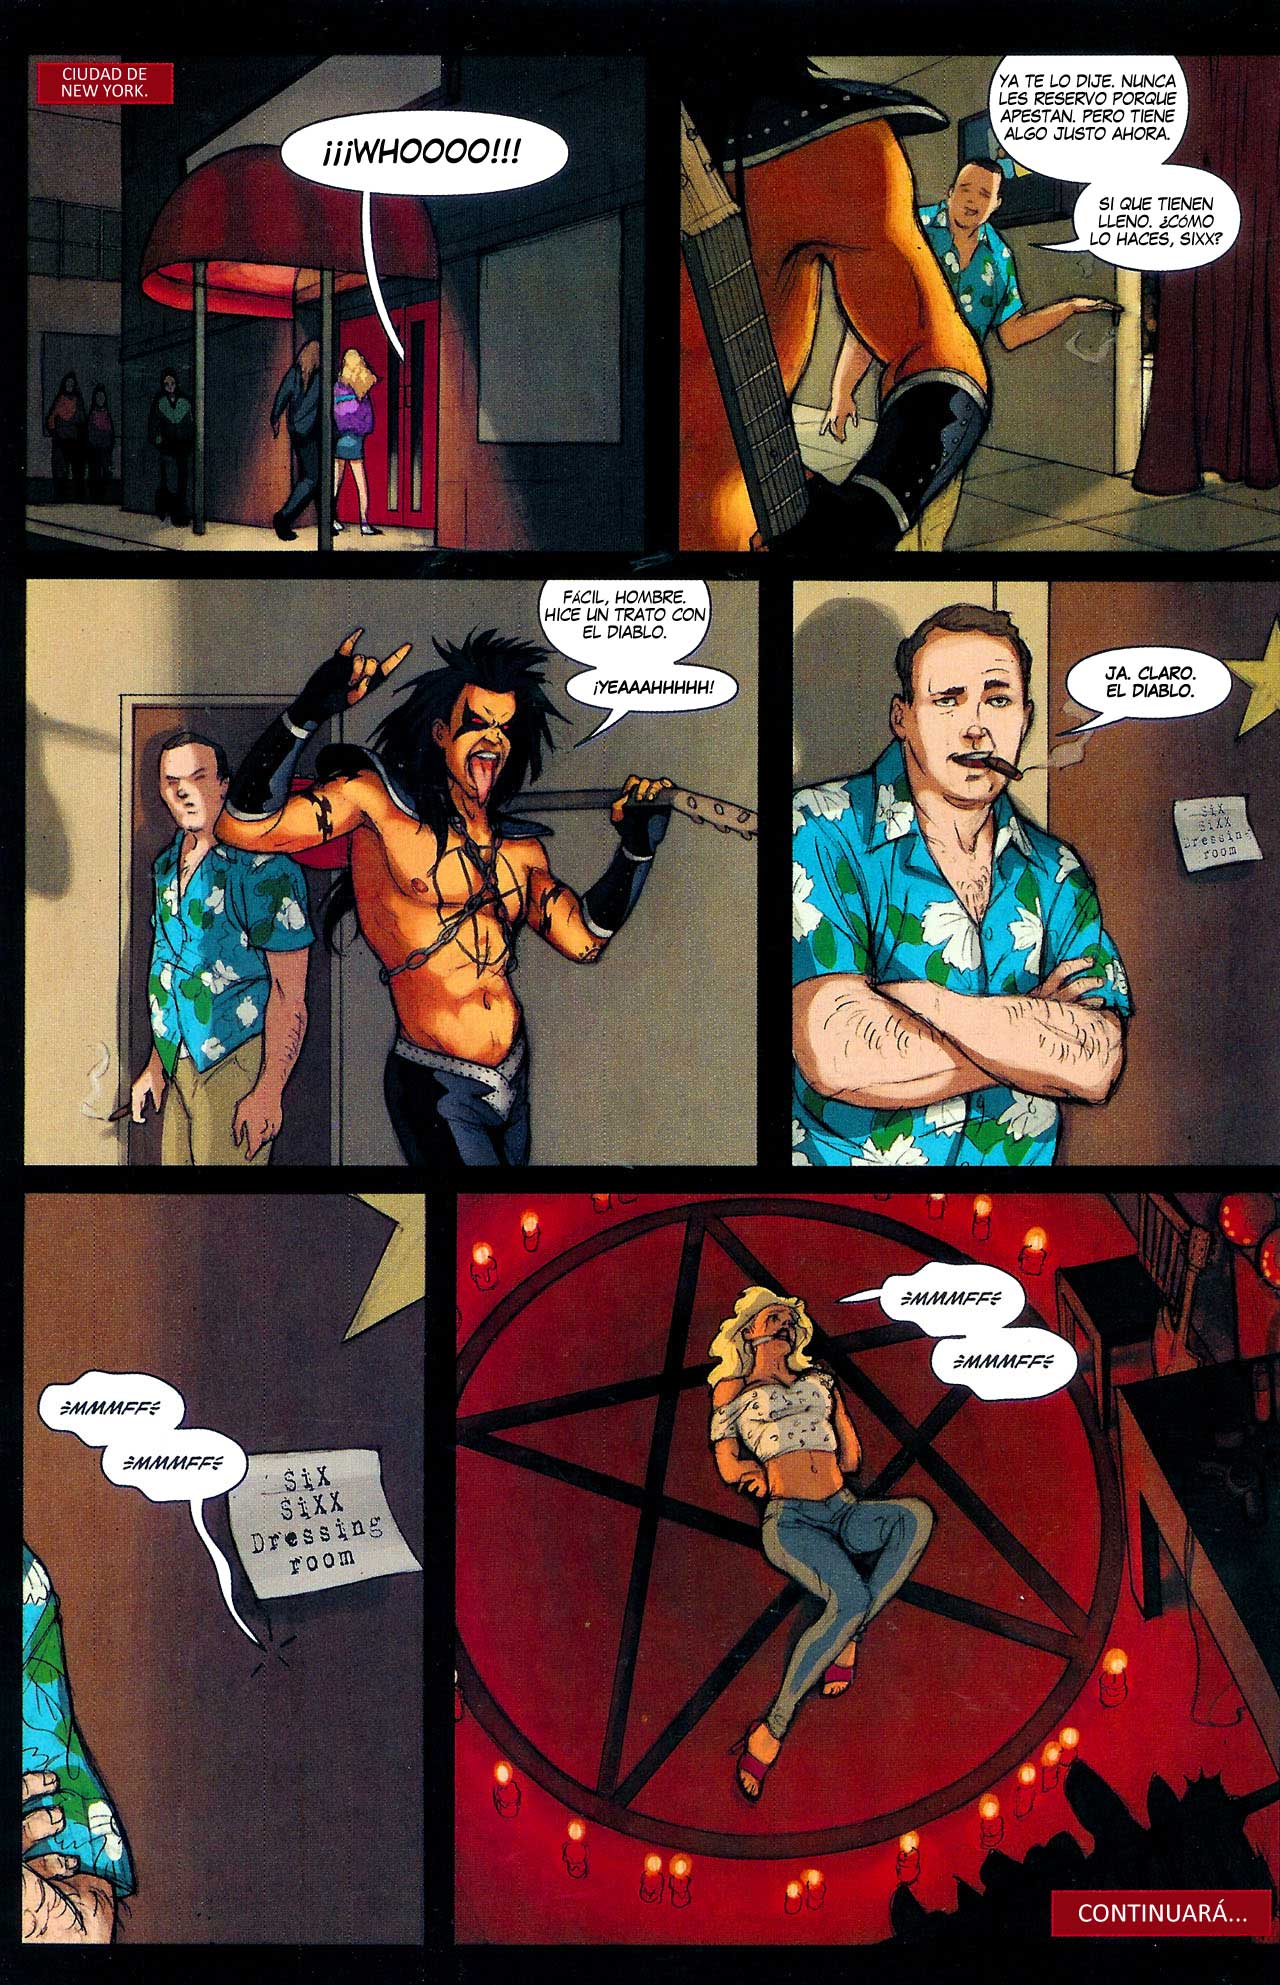 CIUDAD DE
NEW YORK.
¡¡¡WHOOOO!!!
YA TE LO DIJE. NUNCA
LES RESERVO PORQUE
APESTAN. PERO TIENE
ALGO JUSTO AHORA.
SI QUE TIENEN
LLENO. ¿CÓMO
LO HACES, SIXX?
FÁCIL, HOMBRE.
HICE UN TRATO CON
EL DIABLO.
¡YEAAAHHHHH!
JA. CLARO.
EL DIABLO.
SiX
SiXX
Dressing
room
MMMFF
MMMFF
SiX
SiXX
Dressing
room
MMMFF
MMMFF
CONTINUARÁ...